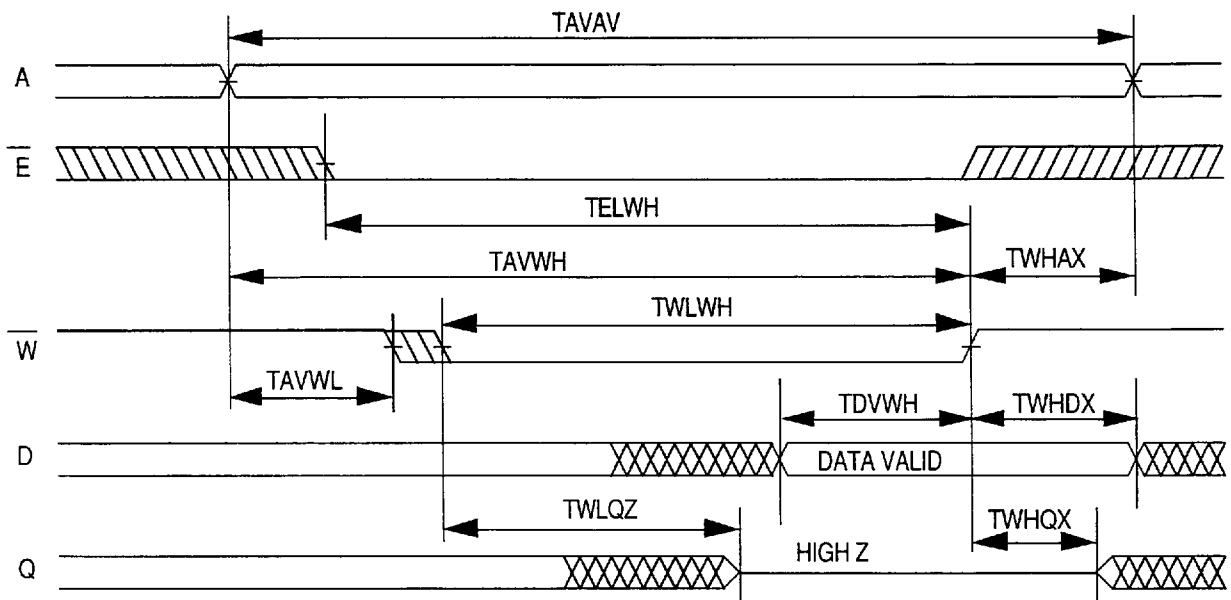 TAVAV
A
E̅
TELWH
TAVWH
TWHAX
TWLWH
W̅
TAVWL
TDVWH
TWHDX
D
DATA VALID
TWLQZ
TWHQX
Q
HIGH Z